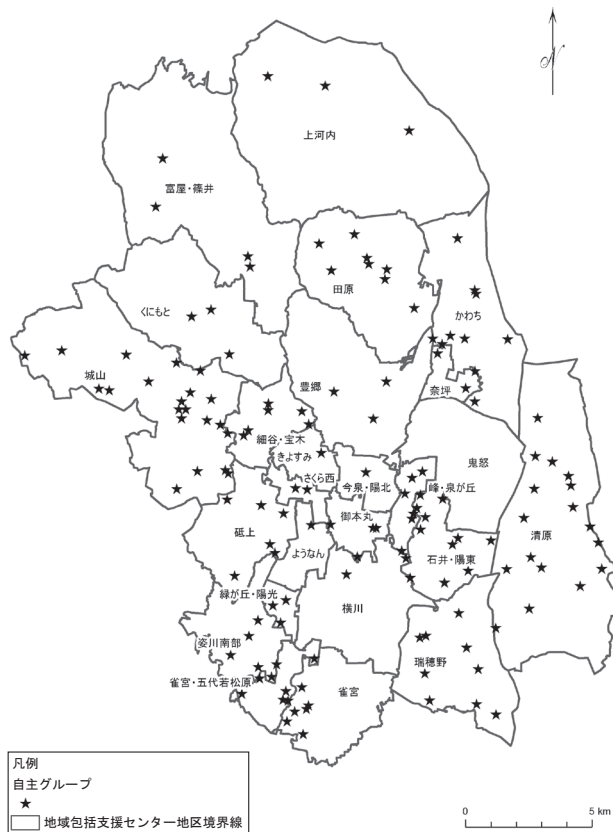 N
上河内
富屋・篠井
田原
かわち
くにもと
城山
豊郷
奈坪
細谷・宝木
きよすみ
鬼怒
さくら西
今泉・陽北
峰・泉が丘
御本丸
清原
砥上
ようなん
石井・陽東
緑が丘・陽光
横川
姿川南部
瑞穂野
雀宮・五代若松原
雀宮
凡例
自主グループ
地域包括支援センター地区境界線
0 5 km